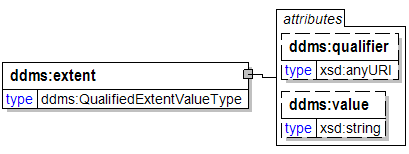 attributes
ddms:qualifier
type xsd:anyURI
ddms:extent
type ddms:QualifiedExtentValueType
ddms:value
type xsd:string